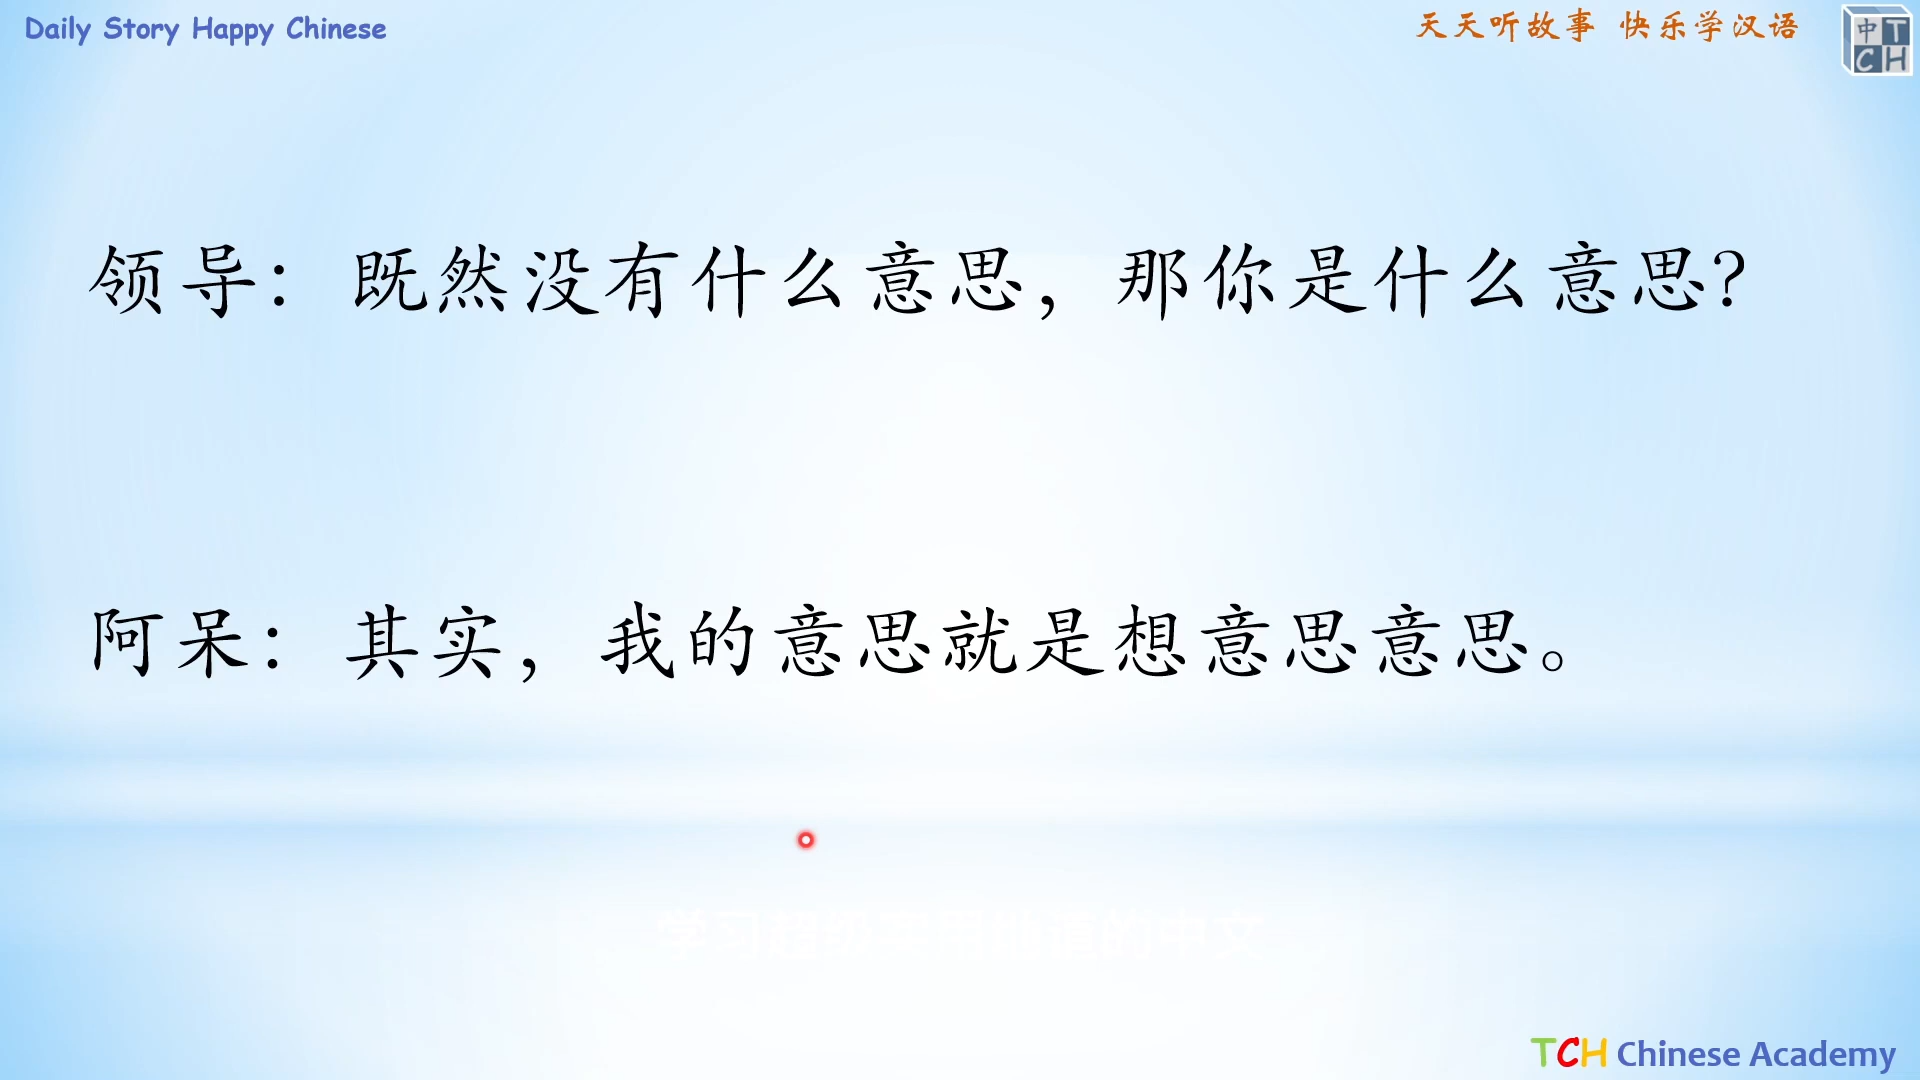 Daily Story Happy Chinese
天天听故事 快乐学汉语
中T
CH
领导：既然没有什么意思，那你是什么意思？
阿呆：其实，我的意思就是想意思意思。
TCH Chinese Academy